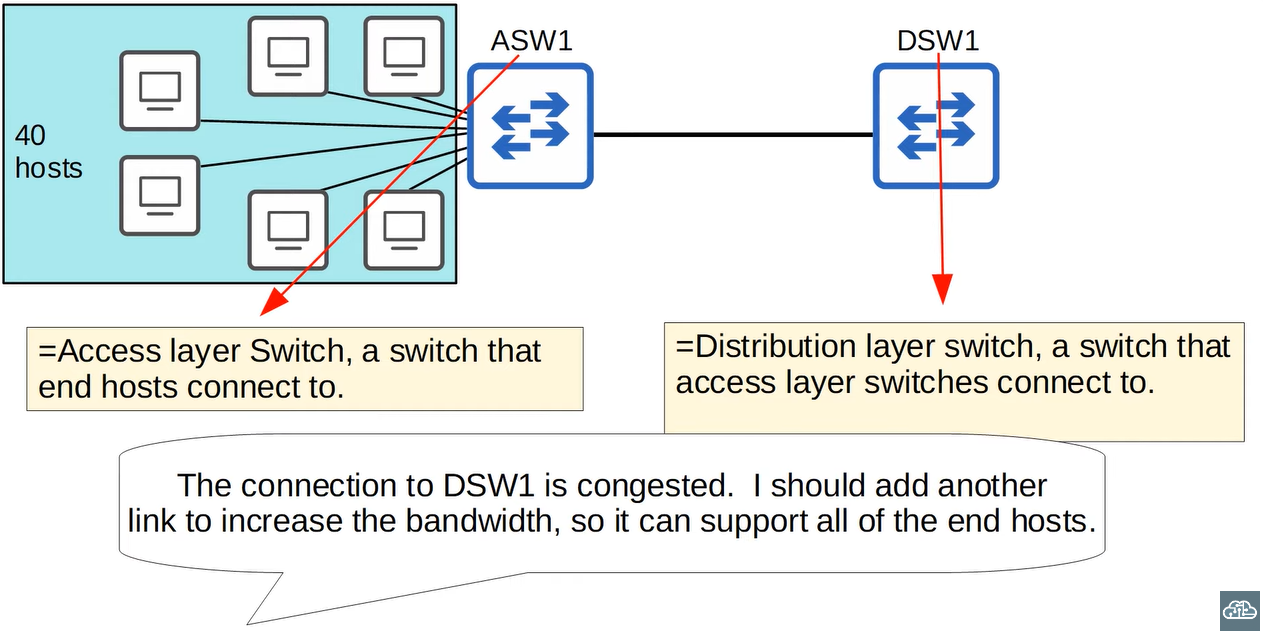 ASW1
DSW1
40
hosts
=Access layer Switch, a switch that
end hosts connect to.
=Distribution layer switch, a switch that
access layer switches connect to.
The connection to DSW1 is congested.  I should add another
link to increase the bandwidth, so it can support all of the end hosts.